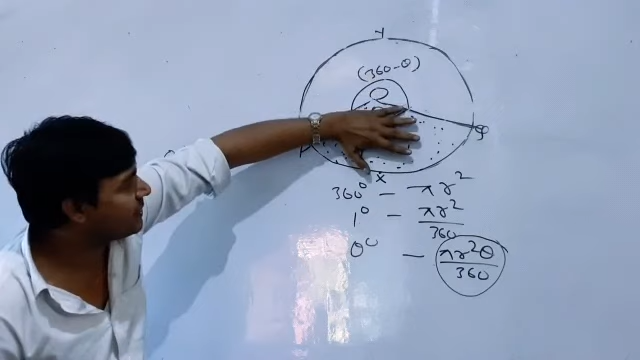 Y
(360-θ)
O
P Q
X
360° - πr²
1° - πr²/360
θ° - πr²θ/360